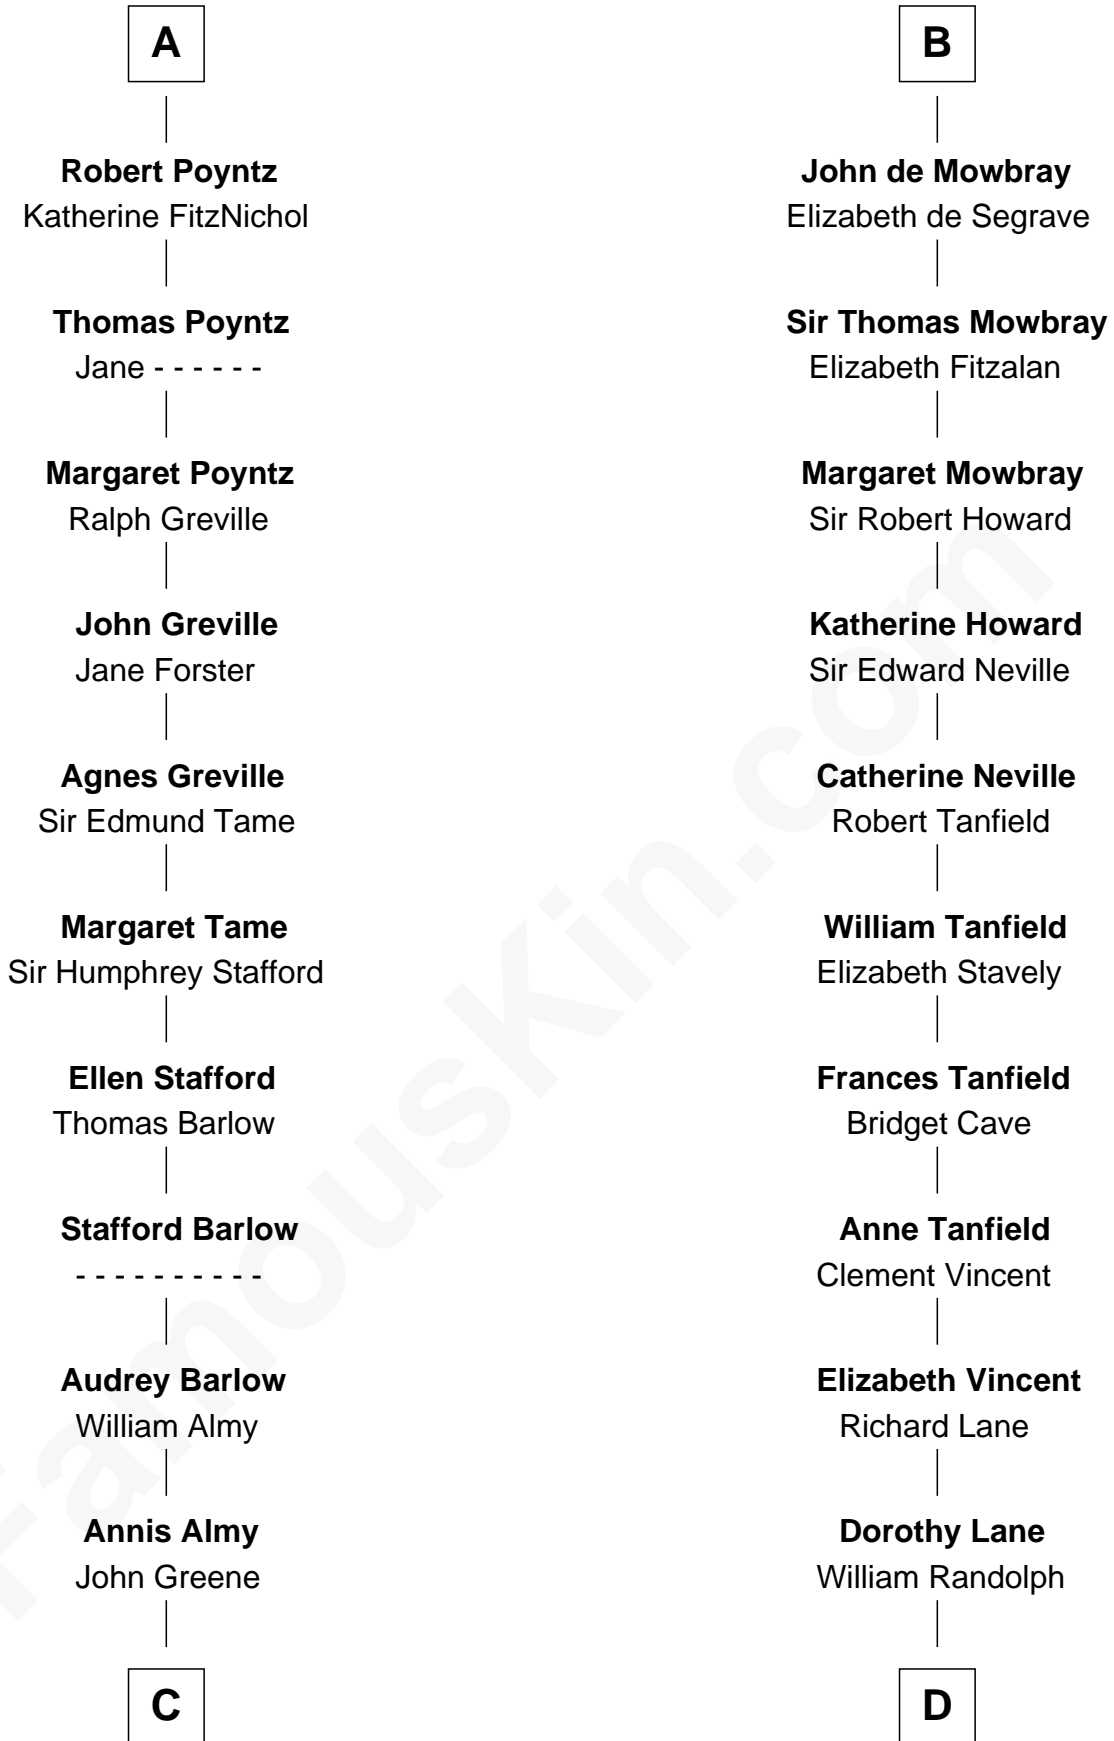 A
Robert Poyntz
Katherine FitzNichol
Thomas Poyntz
Jane - - - - - -
Margaret Poyntz
Ralph Greville
John Greville
Jane Forster
Agnes Greville
Sir Edmund Tame
Margaret Tame
Sir Humphrey Stafford
Ellen Stafford
Thomas Barlow
Stafford Barlow
- - - - - - - - - -
Audrey Barlow
William Almy
Annis Almy
John Greene
C
B
John de Mowbray
Elizabeth de Segrave
Sir Thomas Mowbray
Elizabeth Fitzalan
Margaret Mowbray
Sir Robert Howard
Katherine Howard
Sir Edward Neville
Catherine Neville
Robert Tanfield
William Tanfield
Elizabeth Stavely
Frances Tanfield
Bridget Cave
Anne Tanfield
Clement Vincent
Elizabeth Vincent
Richard Lane
Dorothy Lane
William Randolph
D
FamousKin.com